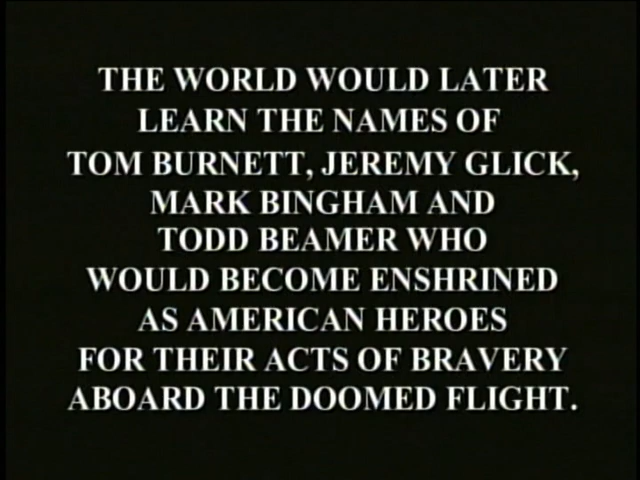 THE WORLD WOULD LATER
LEARN THE NAMES OF
TOM BURNETT, JEREMY GLICK,
MARK BINGHAM AND
TODD BEAMER WHO
WOULD BECOME ENSHRINED
AS AMERICAN HEROES
FOR THEIR ACTS OF BRAVERY
ABOARD THE DOOMED FLIGHT.